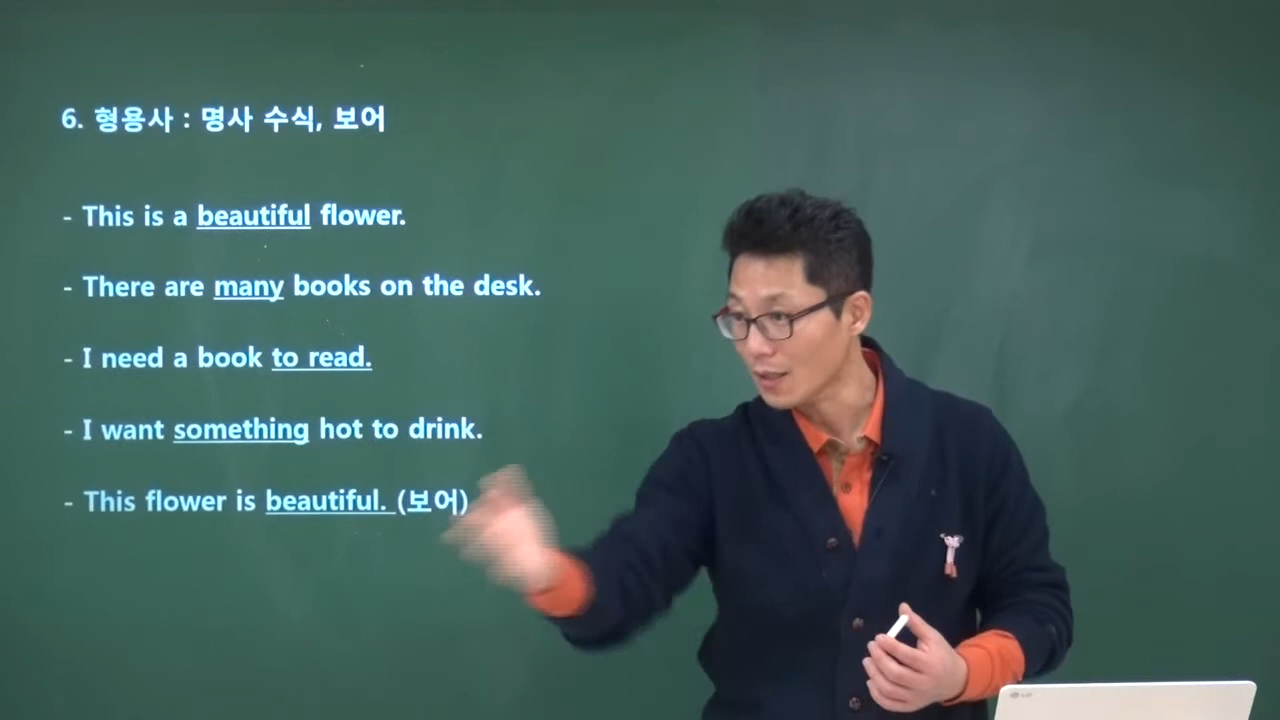 6. 형용사 : 명사 수식, 보어
- This is a beautiful flower.
- There are many books on the desk.
- I need a book to read.
- I want something hot to drink.
- This flower is beautiful. (보어)
LG